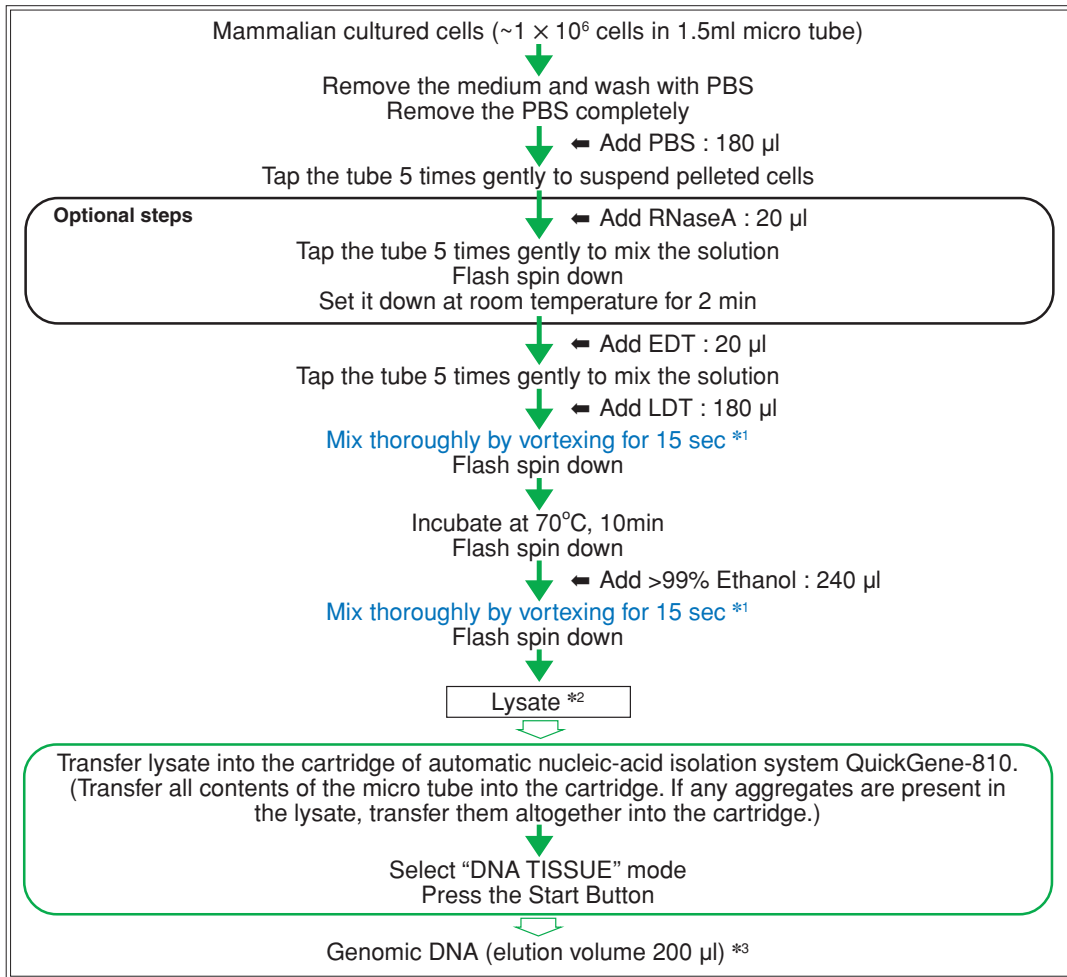 Mammalian cultured cells (~1 × 10⁶ cells in 1.5ml micro tube)
Remove the medium and wash with PBS
Remove the PBS completely
⬅ Add PBS : 180 µl
Tap the tube 5 times gently to suspend pelleted cells
Optional steps
⬅ Add RNaseA : 20 µl
Tap the tube 5 times gently to mix the solution
Flash spin down
Set it down at room temperature for 2 min
⬅ Add EDT : 20 µl
Tap the tube 5 times gently to mix the solution
⬅ Add LDT : 180 µl
Mix thoroughly by vortexing for 15 sec *¹
Flash spin down
Incubate at 70°C, 10min
Flash spin down
⬅ Add >99% Ethanol : 240 µl
Mix thoroughly by vortexing for 15 sec *¹
Flash spin down
Lysate *²
Transfer lysate into the cartridge of automatic nucleic-acid isolation system QuickGene-810.
(Transfer all contents of the micro tube into the cartridge. If any aggregates are present in
the lysate, transfer them altogether into the cartridge.)
Select “DNA TISSUE” mode
Press the Start Button
Genomic DNA (elution volume 200 µl) *³